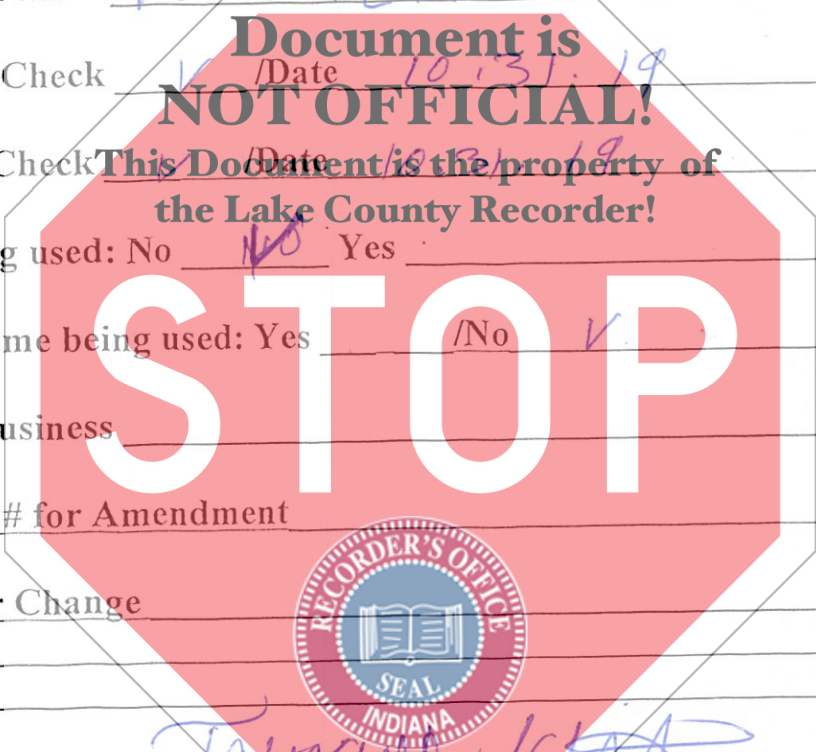 Document is
Check ✓ /Date 10.31.19
NOT OFFICIAL!
Check ✓ /Date 10.31.19
This Document is the property of
the Lake County Recorder!
g used: No Yes
me being used: Yes /No ✓
STOP
usiness
# for Amendment
RECORDER'S OFFICE
SEAL
INDIANA
Change